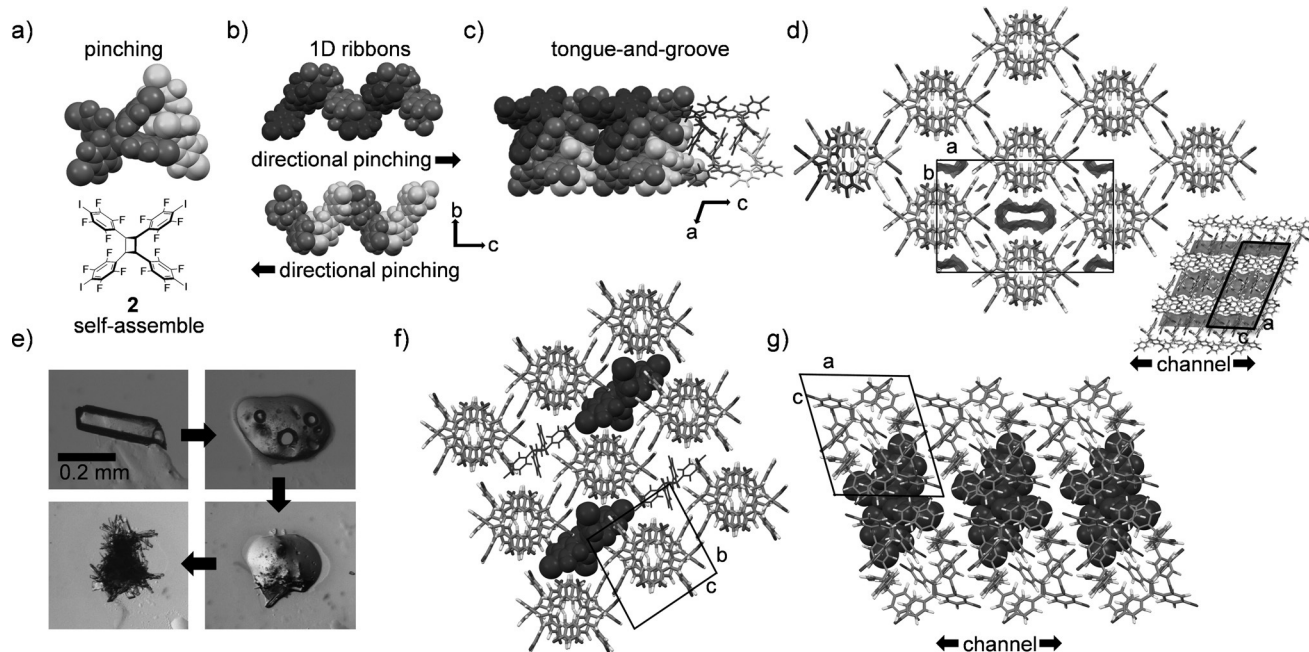 a)
pinching
b)
1D ribbons
directional pinching
directional pinching
b
c
c)
tongue-and-groove
c
a
d)
a
b
a
c
channel
I
F
F
F
F
I
F
F
F
F
F
F
F
F
I
F
F
F
F
I
2
self-assemble
e)
0.2 mm
f)
b
c
g)
a
c
channel